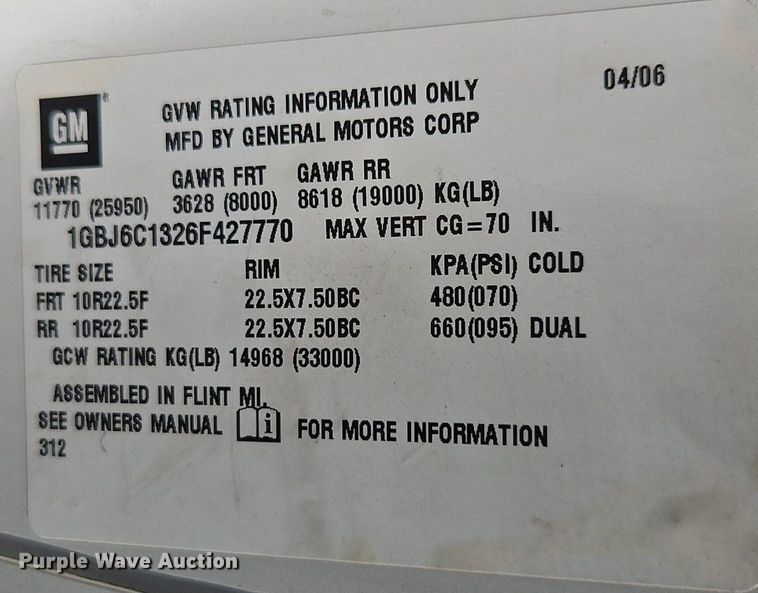 04/06
GM ®
GVW RATING INFORMATION ONLY
MFD BY GENERAL MOTORS CORP
GVWR GAWR FRT GAWR RR
11770 (25950) 3628 (8000) 8618 (19000) KG(LB)
1GBJ6C1326F427770 MAX VERT CG=70 IN.
TIRE SIZE RIM KPA(PSI) COLD
FRT 10R22.5F 22.5X7.50BC 480(070)
RR 10R22.5F 22.5X7.50BC 660(095) DUAL
GCW RATING KG(LB) 14968 (33000)
ASSEMBLED IN FLINT MI.
SEE OWNERS MANUAL i FOR MORE INFORMATION
312
Purple Wave Auction